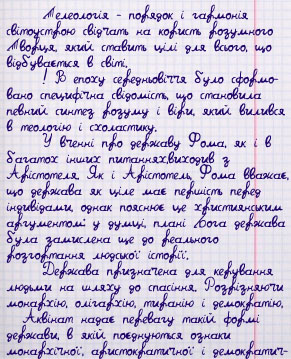 Телеологія - порядок і гармонія
світоустрою свідчать на користь розумного
Творця, який ставить цілі для всього, що
відбувається в світі.
! В епоху середньовіччя було сформо-
вано специфічна свідомість, що становила
певний синтез розуму і віри, який вилився
в теологію і схоластику.
У вченні про державу Фома, як і в
багатох інших питанняхвиходив з
Арістотеля. Як і Арістотель, Фома вважає,
що держава як ціле має першість перед
індивідами, однак пояснює це християнським
аргументом: у думці, плані Бога держава
була замислена ще до реального
розгортання людської історії.
Держава призначена для керування
людьми на шляху до спасіння. Розрізняючи
монархію, олігархію, тиранію і демократію,
Аквінат надає перевагу такій формі
держави, в якій поєднуються ознаки
монархічної, аристократичної і демократич-